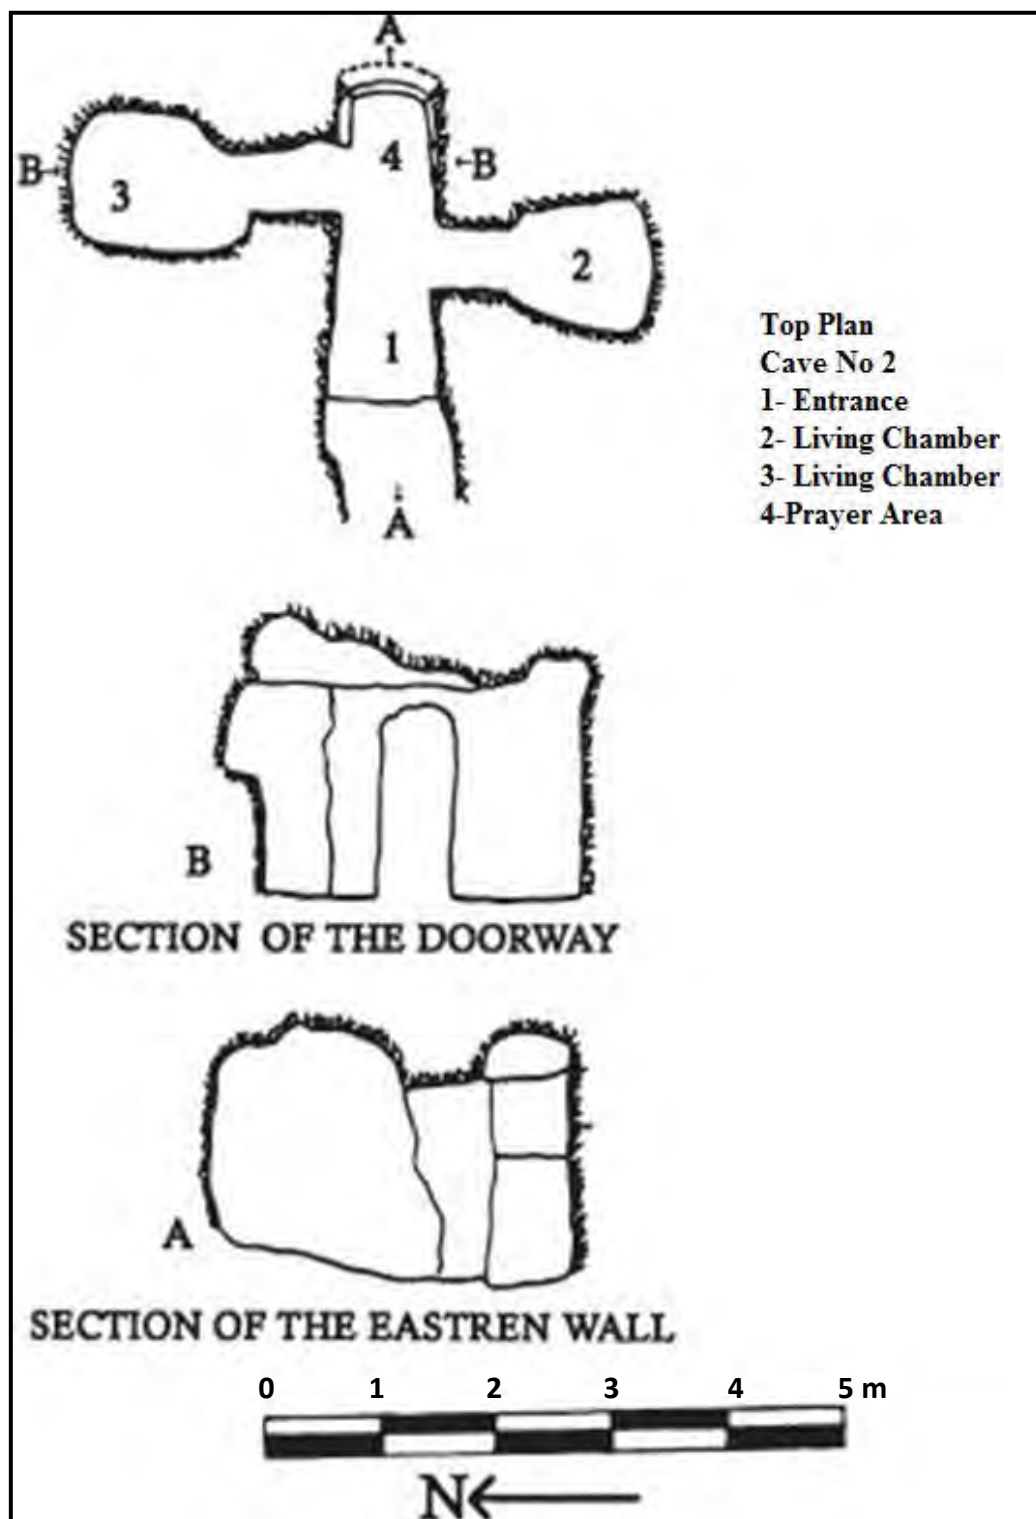 A
B
4
B
3
2
1
A
Top Plan
Cave No 2
1- Entrance
2- Living Chamber
3- Living Chamber
4-Prayer Area
B
SECTION OF THE DOORWAY
A
SECTION OF THE EASTREN WALL
0 1 2 3 4 5 m
N